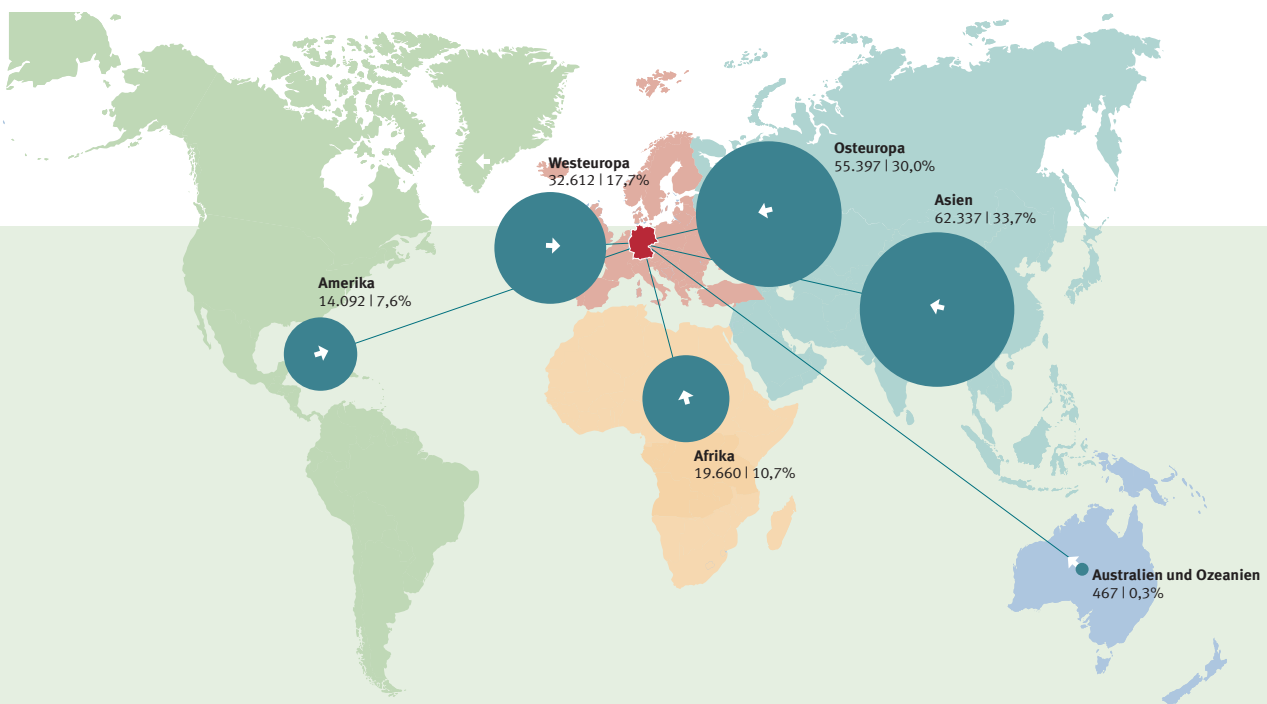 Osteuropa
55.397 | 30,0%
Westeuropa
32.612 | 17,7%
Asien
62.337 | 33,7%
Amerika
14.092 | 7,6%
Afrika
19.660 | 10,7%
Australien und Ozeanien
467 | 0,3%